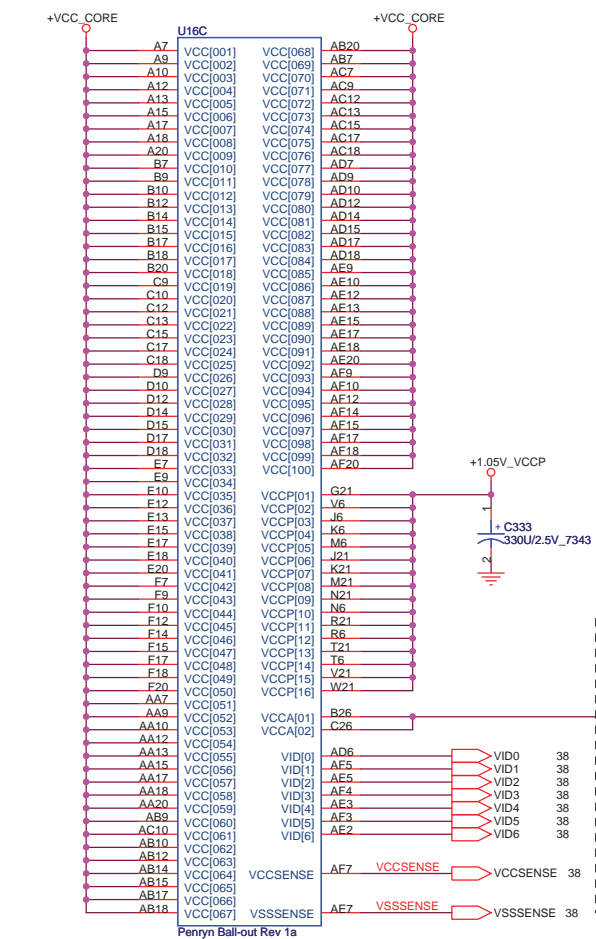 +VCC_CORE +VCC_CORE
U16C
A7 VCC[001] VCC[068] AB20
A9 VCC[002] VCC[069] AB7
A10 VCC[003] VCC[070] AC7
A12 VCC[004] VCC[071] AC9
A13 VCC[005] VCC[072] AC12
A15 VCC[006] VCC[073] AC13
A17 VCC[007] VCC[074] AC15
A18 VCC[008] VCC[075] AC17
A20 VCC[009] VCC[076] AC18
B7 VCC[010] VCC[077] AD7
B9 VCC[011] VCC[078] AD9
B10 VCC[012] VCC[079] AD10
B12 VCC[013] VCC[080] AD12
B14 VCC[014] VCC[081] AD14
B15 VCC[015] VCC[082] AD15
B17 VCC[016] VCC[083] AD17
B18 VCC[017] VCC[084] AD18
B20 VCC[018] VCC[085] AE9
C9 VCC[019] VCC[086] AE10
C10 VCC[020] VCC[087] AE12
C12 VCC[021] VCC[088] AE13
C13 VCC[022] VCC[089] AE15
C15 VCC[023] VCC[090] AE17
C17 VCC[024] VCC[091] AE18
C18 VCC[025] VCC[092] AE20
D9 VCC[026] VCC[093] AF9
D10 VCC[027] VCC[094] AF10
D12 VCC[028] VCC[095] AF12
D14 VCC[029] VCC[096] AF14
D15 VCC[030] VCC[097] AF15
D17 VCC[031] VCC[098] AF17
D18 VCC[032] VCC[099] AF18
E7 VCC[033] VCC[100] AF20
+1.05V_VCCP
E9 VCC[034]
E10 VCC[035] VCCP[01] G21
E12 VCC[036] VCCP[02] V6
E13 VCC[037] VCCP[03] J6
E15 VCC[038] VCCP[04] K6
E17 VCC[039] VCCP[05] M6
E18 VCC[040] VCCP[06] J21
E20 VCC[041] VCCP[07] K21
F7 VCC[042] VCCP[08] M21
F9 VCC[043] VCCP[09] N21
F10 VCC[044] VCCP[10] N6
F12 VCC[045] VCCP[11] R21
F14 VCC[046] VCCP[12] R6
F15 VCC[047] VCCP[13] T21
F17 VCC[048] VCCP[14] T6
F18 VCC[049] VCCP[15] V21
F20 VCC[050] VCCP[16] W21
1
+ C333
330U/2.5V_7343
2
AA7 VCC[051]
AA9 VCC[052] VCCA[01] B26
AA10 VCC[053] VCCA[02] C26
AA12 VCC[054]
AA13 VCC[055] VID[0] AD6 VID0 38
AA15 VCC[056] VID[1] AF5 VID1 38
AA17 VCC[057] VID[2] AE5 VID2 38
AA18 VCC[058] VID[3] AF4 VID3 38
AA20 VCC[059] VID[4] AE3 VID4 38
AB9 VCC[060] VID[5] AF3 VID5 38
AC10 VCC[061] VID[6] AE2 VID6 38
AB10 VCC[062]
AB12 VCC[063]
AB14 VCC[064] VCCSENSE AF7 VCCSENSE VCCSENSE 38
AB15 VCC[065]
AB17 VCC[066]
AB18 VCC[067] VSSSENSE AE7 VSSSENSE VSSSENSE 38
Penryn Ball-out Rev 1a